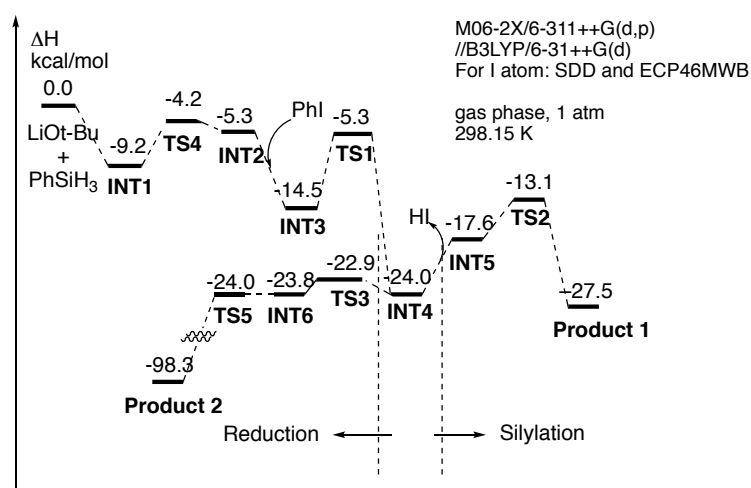 ΔH
kcal/mol
0.0
LiOt-Bu
+
PhSiH3
-9.2
INT1
-4.2
TS4
-5.3
INT2
PhI
-14.5
INT3
-5.3
TS1
M06-2X/6-311++G(d,p)
//B3LYP/6-31++G(d)
For I atom: SDD and ECP46MWB
gas phase, 1 atm
298.15 K
HI
-17.6
INT5
-13.1
TS2
-27.5
Product 1
-24.0
INT4
-22.9
TS3
-23.8
INT6
-24.0
TS5
-98.3
Product 2
Reduction
Silylation